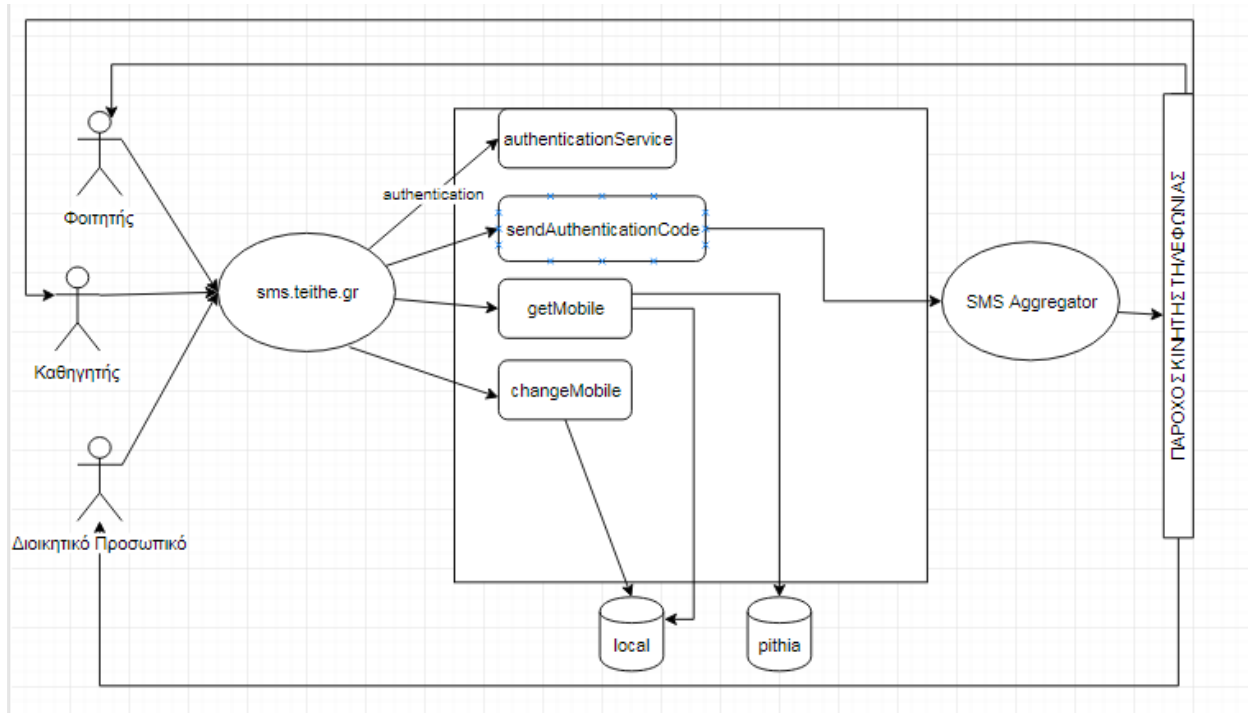 Φοιτητής
Καθηγητής
Διοικητικό Προσωπικό
sms.teithe.gr
authentication
authenticationService
sendAuthenticationCode
getMobile
changeMobile
local
pithia
SMS Aggregator
ΠΑΡΟΧΟΣ ΚΙΝΗΤΗΣ ΤΗΛΕΦΩΝΙΑΣ